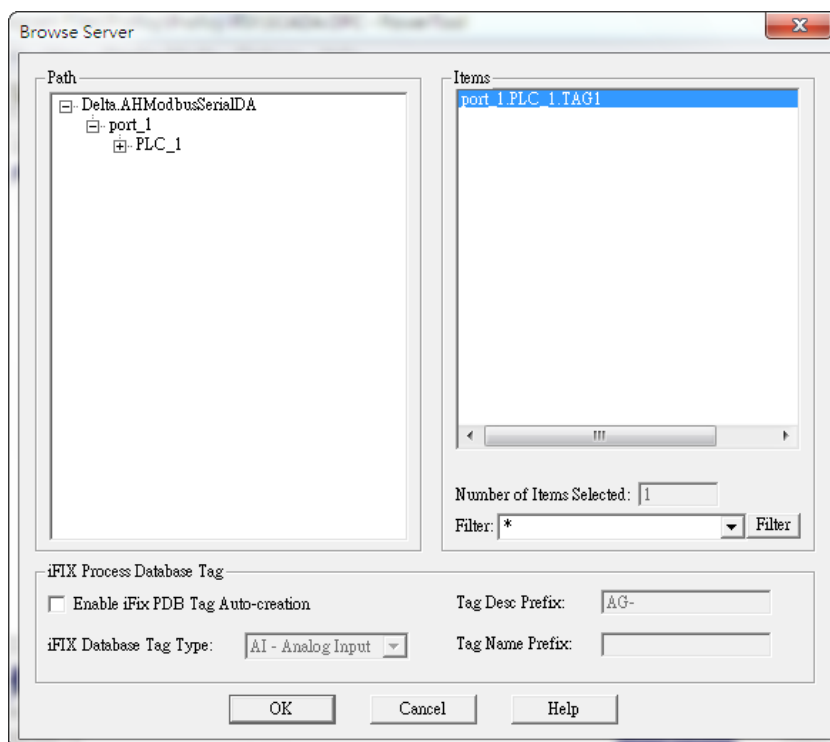 PowerTool
Browse Server
Path
Delta.AHModbusSerialDA
port_1
PLC_1
Items
port_1.PLC_1.TAG1
Number of Items Selected: 1
Filter: * Filter
iFIX Process Database Tag
Enable iFix PDB Tag Auto-creation
Tag Desc Prefix: AG-
iFIX Database Tag Type: AI - Analog Input
Tag Name Prefix:
OK Cancel Help